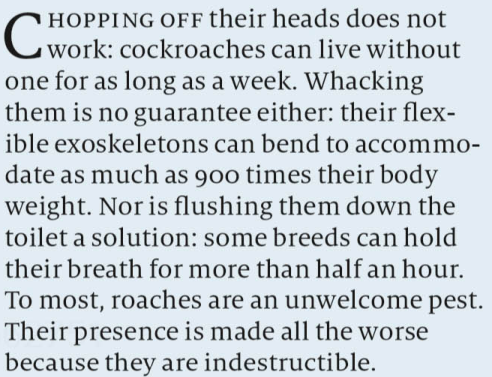 CHOPPING OFF their heads does not
work: cockroaches can live without
one for as long as a week. Whacking
them is no guarantee either: their flex-
ible exoskeletons can bend to accommo-
date as much as 900 times their body
weight. Nor is flushing them down the
toilet a solution: some breeds can hold
their breath for more than half an hour.
To most, roaches are an unwelcome pest.
Their presence is made all the worse
because they are indestructible.